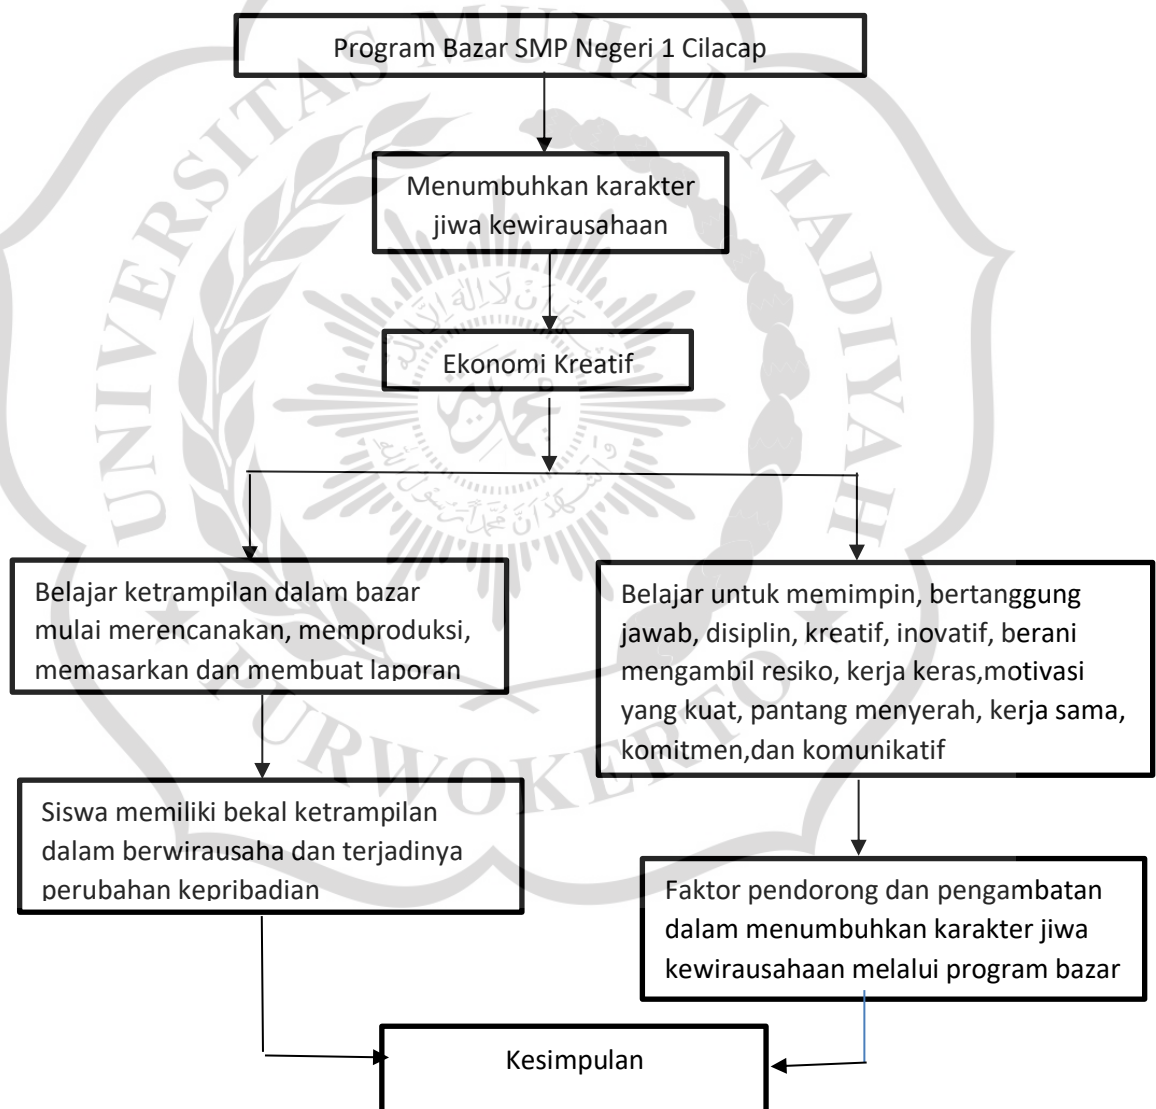 Program Bazar SMP Negeri 1 Cilacap
Menumbuhkan karakter
jiwa kewirausahaan
Ekonomi Kreatif
Belajar ketrampilan dalam bazar
mulai merencanakan, memproduksi,
memasarkan dan membuat laporan
Belajar untuk memimpin, bertanggung
jawab, disiplin, kreatif, inovatif, berani
mengambil resiko, kerja keras,motivasi
yang kuat, pantang menyerah, kerja sama,
komitmen,dan komunikatif
Siswa memiliki bekal ketrampilan
dalam berwirausaha dan terjadinya
perubahan kepribadian
Faktor pendorong dan pengambatan
dalam menumbuhkan karakter jiwa
kewirausahaan melalui program bazar
Kesimpulan
UNIVERSITAS MUHAMMADIYAH
PURWOKERTO